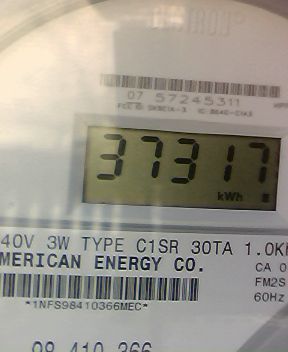 07 57245311
37317
kWh
40V 3W TYPE C1SR 30TA 1.0K
MERICAN ENERGY CO. CA 0
FM2S
*1NFS98410366MEC* 60Hz
98 410 366